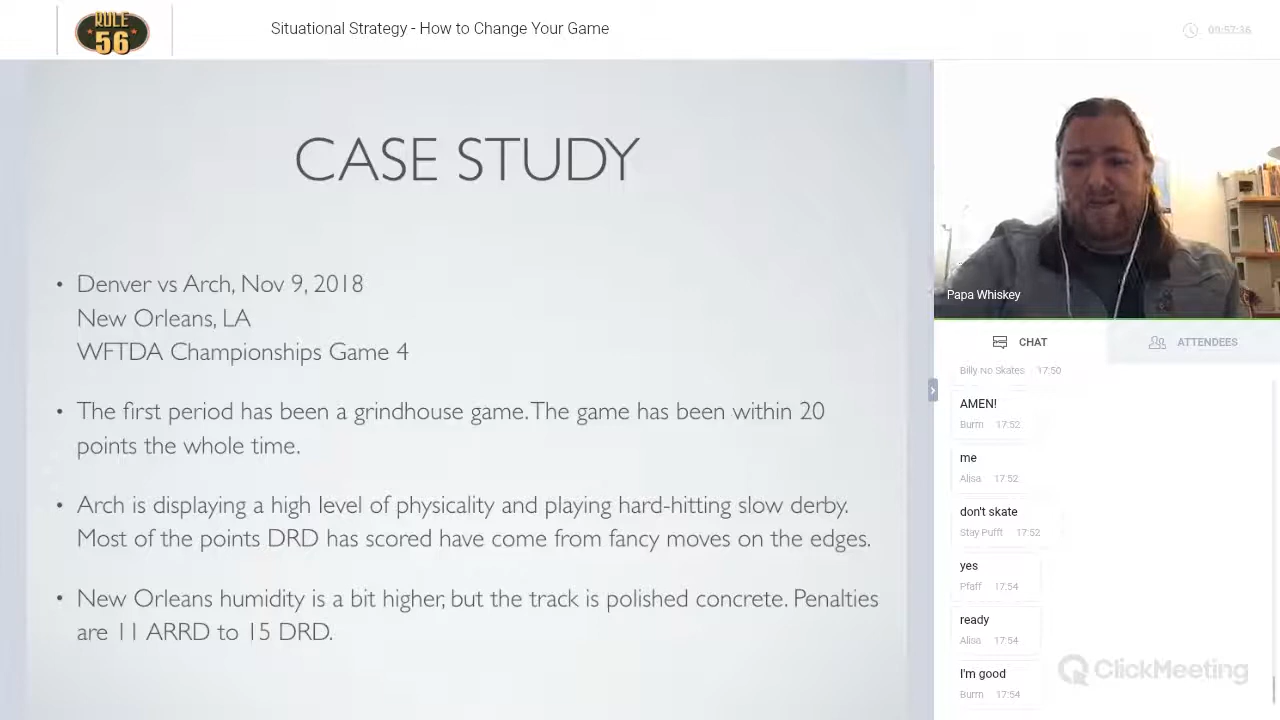 RULE
56
Situational Strategy - How to Change Your Game
09:57:36
CASE STUDY
• Denver vs Arch, Nov 9, 2018
New Orleans, LA
WFTDA Championships Game 4
• The first period has been a grindhouse game. The game has been within 20
points the whole time.
• Arch is displaying a high level of physicality and playing hard-hitting slow derby.
Most of the points DRD has scored have come from fancy moves on the edges.
• New Orleans humidity is a bit higher, but the track is polished concrete. Penalties
are 11 ARRD to 15 DRD.
Papa Whiskey
CHAT
ATTENDEES
Billy No Skates 17:50
AMEN!
Burm 17:52
me
Alisa 17:52
don't skate
Stay Pufft 17:52
yes
Pfaff 17:54
ready
Alisa 17:54
I'm good
Burm 17:54
ClickMeeting